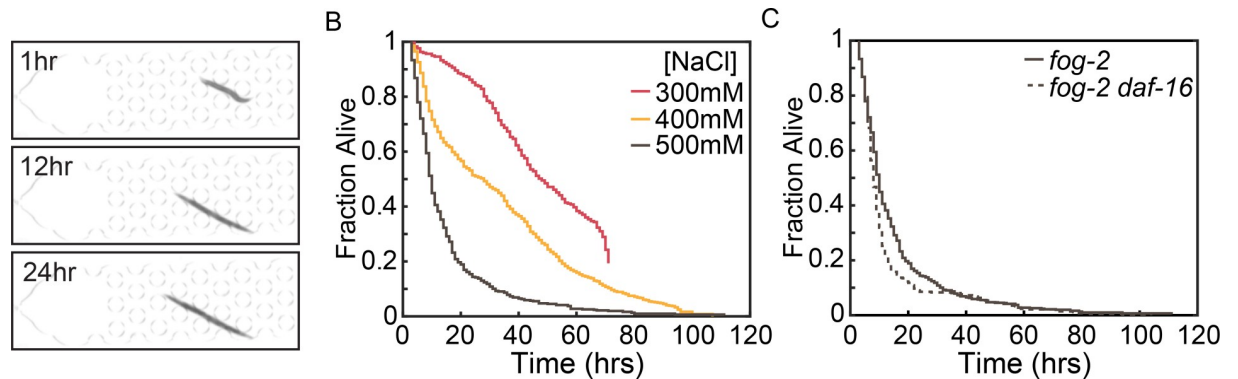 1hr
12hr
24hr
B
[NaCl]
300mM
400mM
500mM
Fraction Alive
1
0.8
0.6
0.4
0.2
0
0 20 40 60 80 100 120
Time (hrs)
C
fog-2
fog-2 daf-16
Fraction Alive
1
0.8
0.6
0.4
0.2
0
0 20 40 60 80 100 120
Time (hrs)